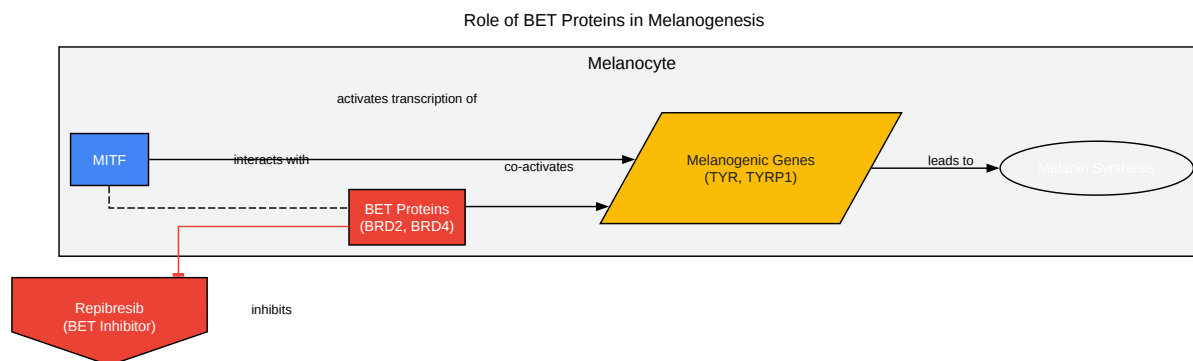 Role of BET Proteins in Melanogenesis
Melanocyte
activates transcription of
MITF
interacts with
co-activates
Melanogenic Genes
(TYR, TYRP1)
leads to
Melanin Synthesis
BET Proteins
(BRD2, BRD4)
Repibresib
(BET Inhibitor)
inhibits